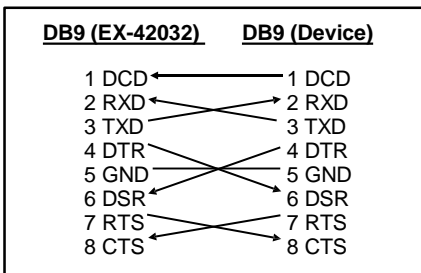 DB9 (EX-42032) DB9 (Device)
1 DCD 1 DCD
2 RXD 2 RXD
3 TXD 3 TXD
4 DTR 4 DTR
5 GND 5 GND
6 DSR 6 DSR
7 RTS 7 RTS
8 CTS 8 CTS